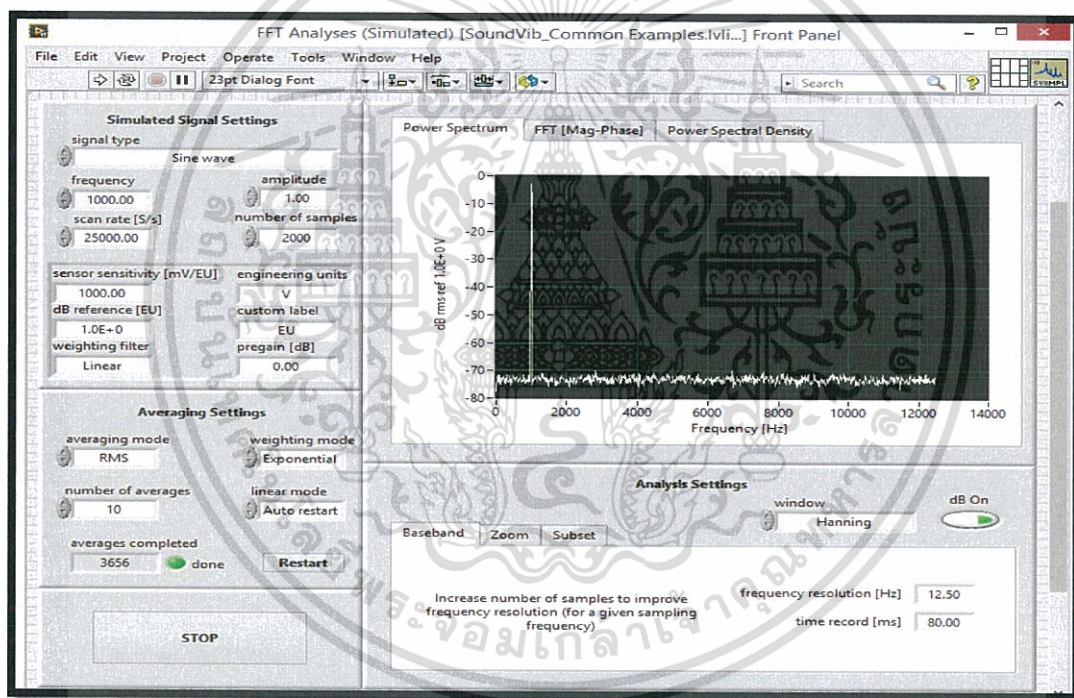 FFT Analyses (Simulated) [SoundVib_Common Examples.lvli...] Front Panel
File Edit View Project Operate Tools Window Help
23pt Dialog Font
Search
SVXMPL
Simulated Signal Settings
signal type
Sine wave
frequency
amplitude
1000.00
1.00
scan rate [S/s]
number of samples
25000.00
2000
sensor sensitivity [mV/EU]
engineering units
1000.00
V
dB reference [EU]
custom label
1.0E+0
EU
weighting filter
pregain [dB]
Linear
0.00
Averaging Settings
averaging mode
weighting mode
RMS
Exponential
number of averages
linear mode
10
Auto restart
averages completed
3656
done
Restart
STOP
Power Spectrum
FFT [Mag-Phase]
Power Spectral Density
dB rms ref 1.0E+0 V
0
-10
-20
-30
-40
-50
-60
-70
-80
0 2000 4000 6000 8000 10000 12000 14000
Frequency [Hz]
Analysis Settings
window
Hanning
dB On
Baseband
Zoom
Subset
Increase number of samples to improve
frequency resolution (for a given sampling
frequency)
frequency resolution [Hz]
12.50
time record [ms]
80.00